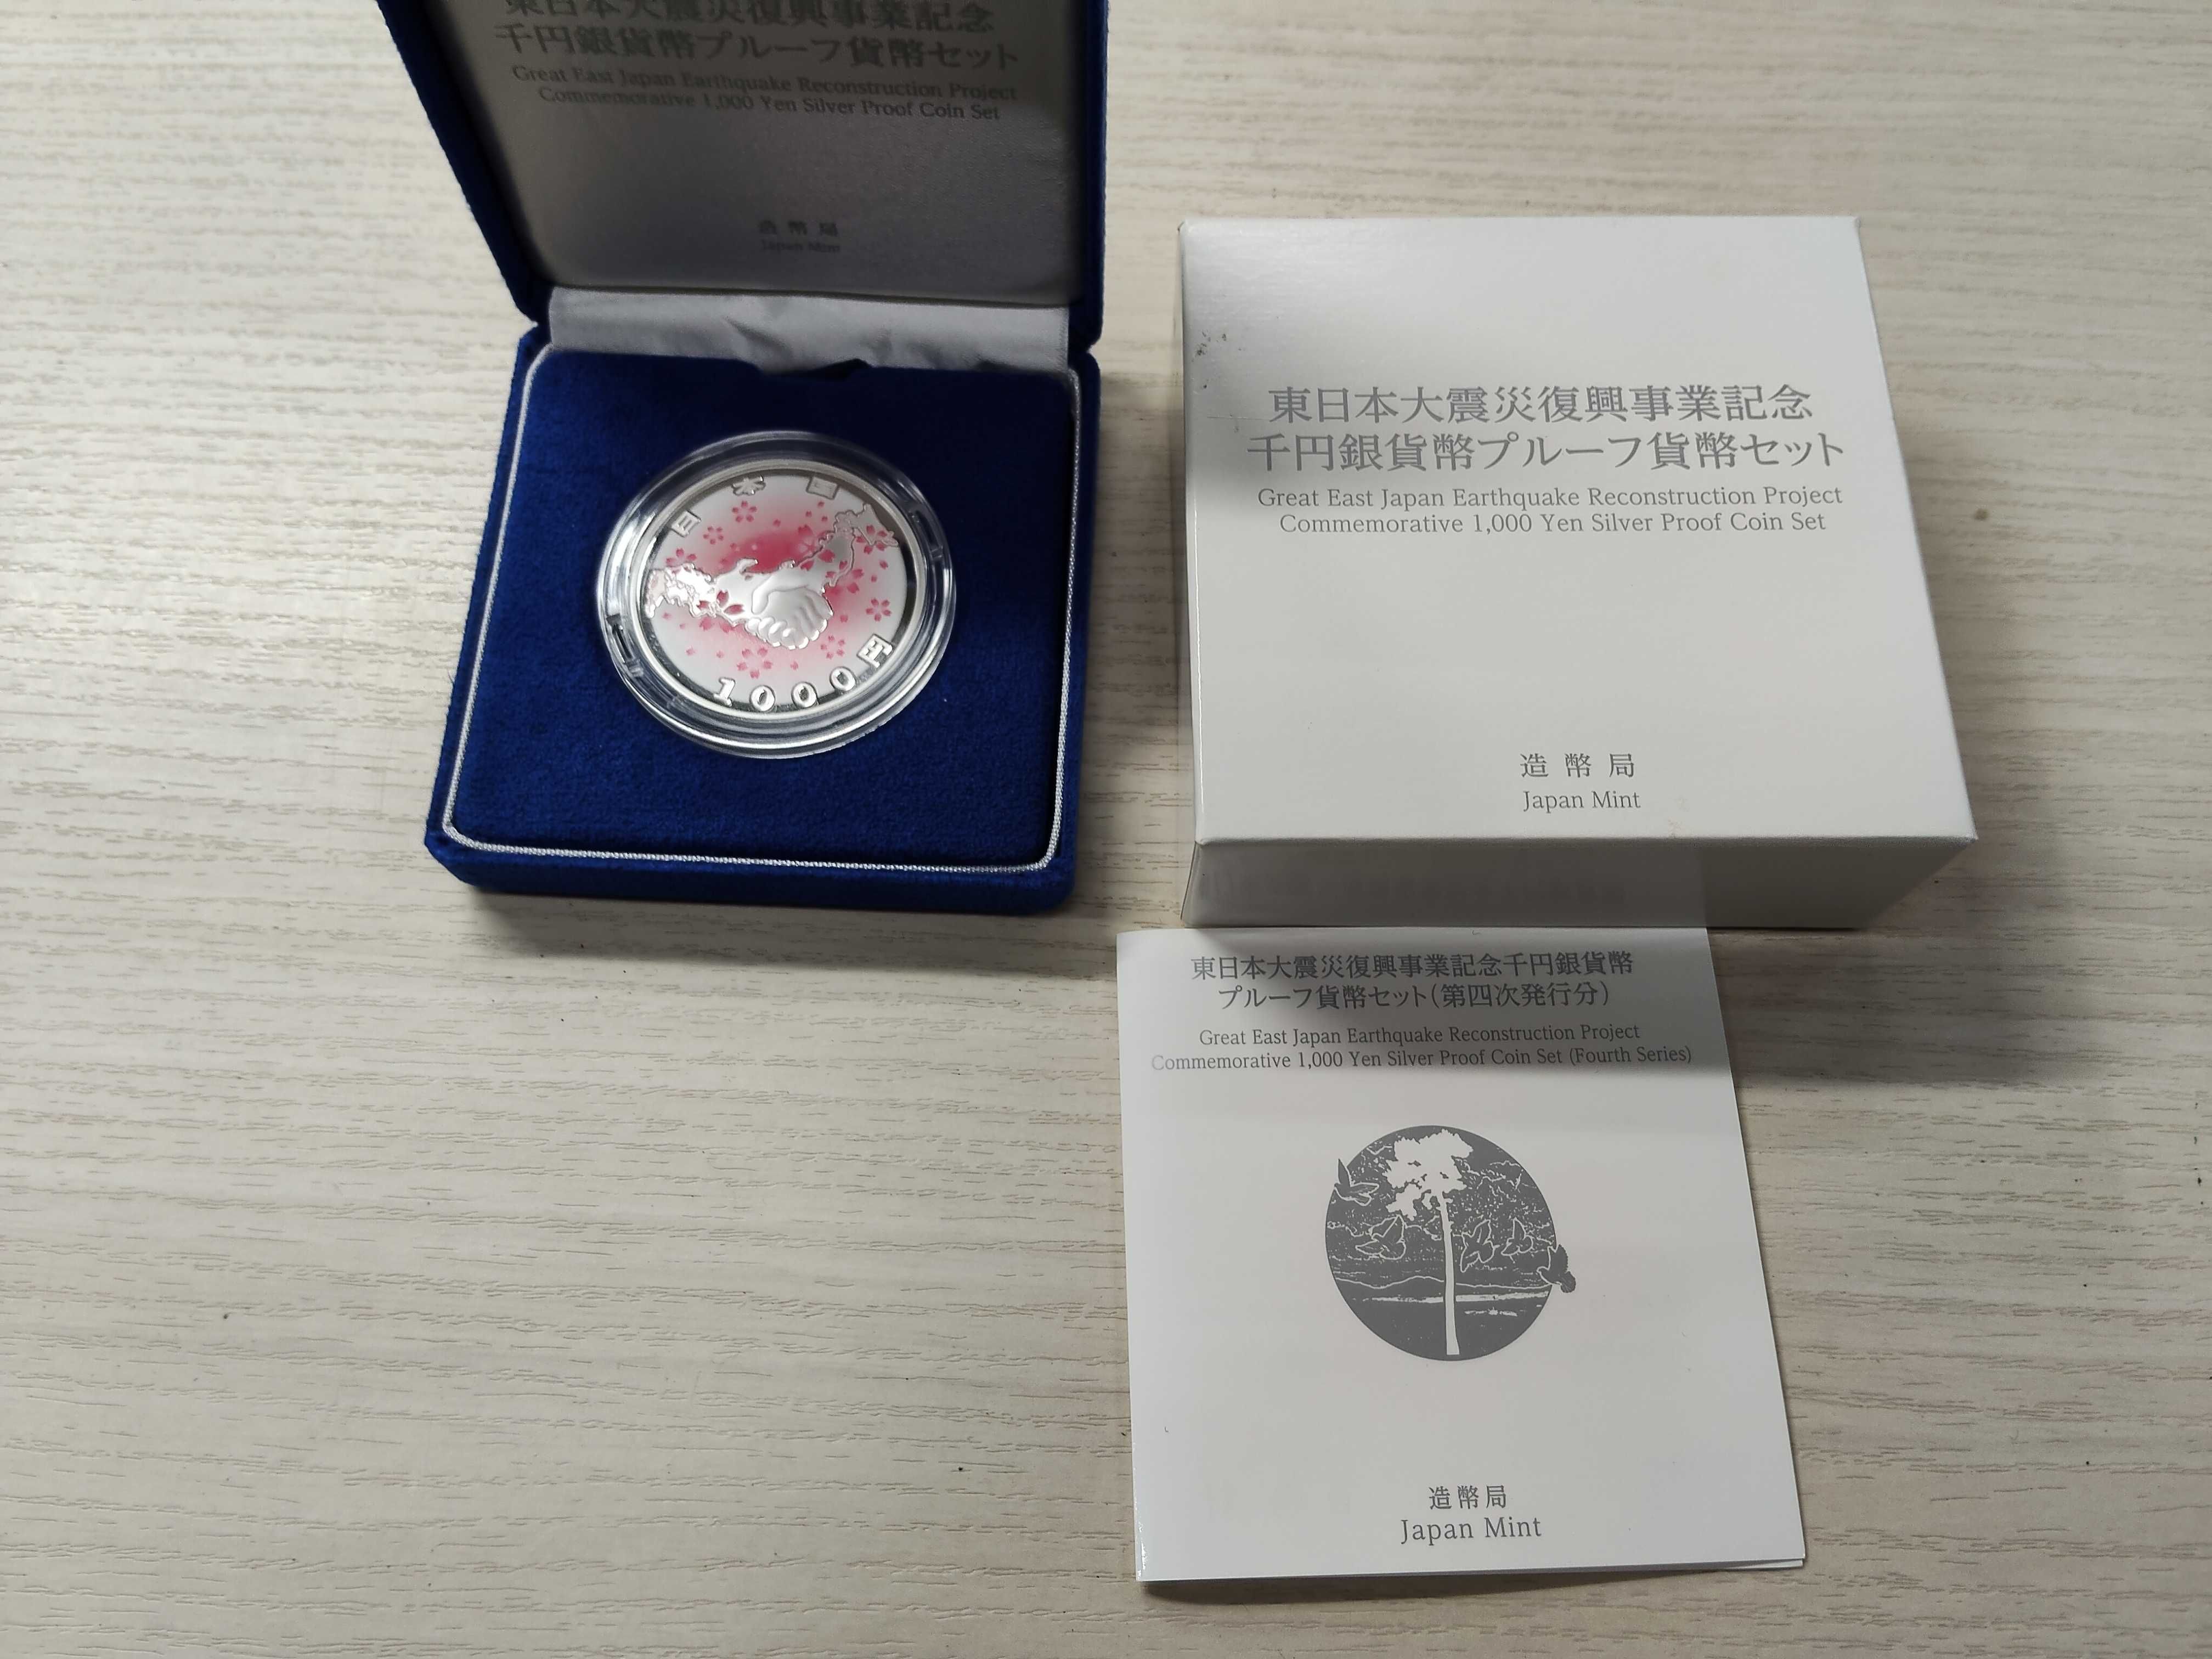 東日本大震災復興事業記念
千円銀貨幣プルーフ貨幣セット
Great East Japan Earthquake Reconstruction Project
Commemorative 1,000 Yen Silver Proof Coin Set
造幣局
Japan Mint
日本国
1000円
東日本大震災復興事業記念
千円銀貨幣プルーフ貨幣セット
Great East Japan Earthquake Reconstruction Project
Commemorative 1,000 Yen Silver Proof Coin Set
造幣局
Japan Mint
東日本大震災復興事業記念千円銀貨幣
プルーフ貨幣セット(第四次発行分)
Great East Japan Earthquake Reconstruction Project
Commemorative 1,000 Yen Silver Proof Coin Set (Fourth Series)
造幣局
Japan Mint